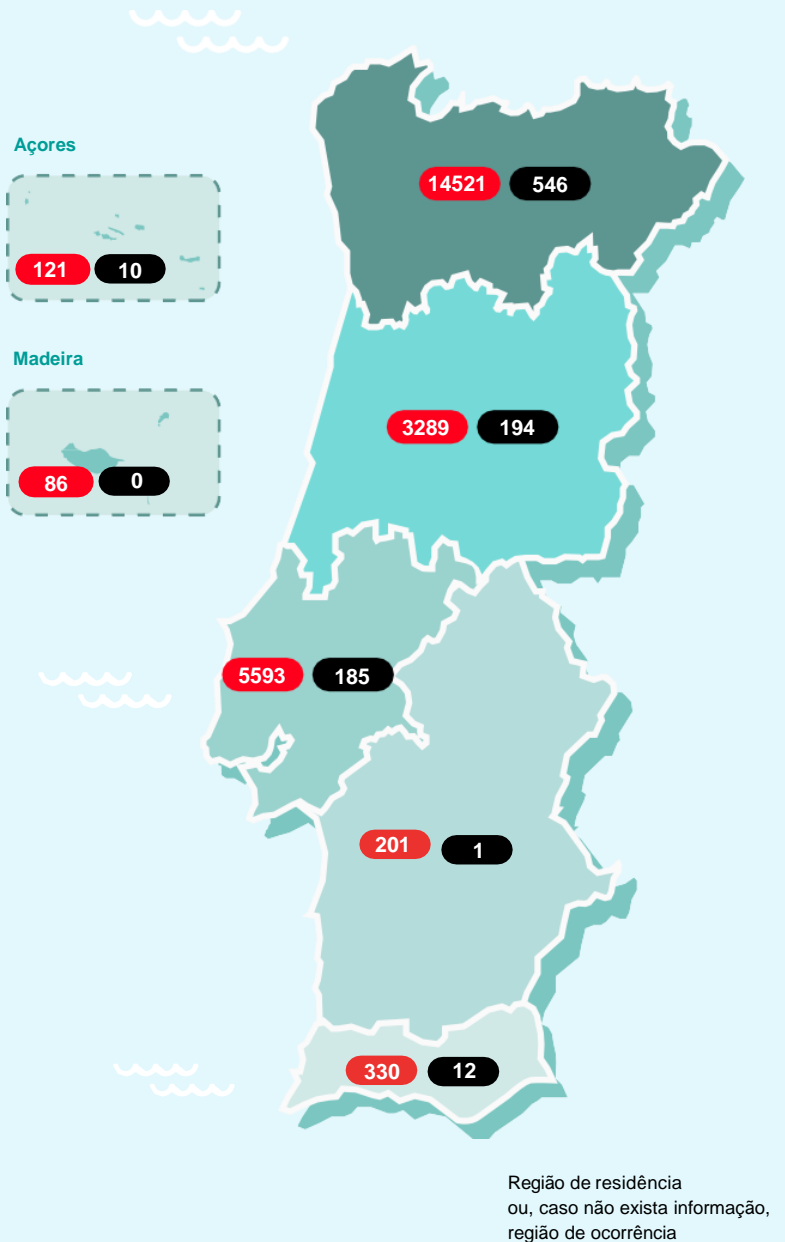 14521 546
Açores
121 10
Madeira
3289 194
86 0
5593 185
201 1
330 12
Região de residência
ou, caso não exista informação,
região de ocorrência